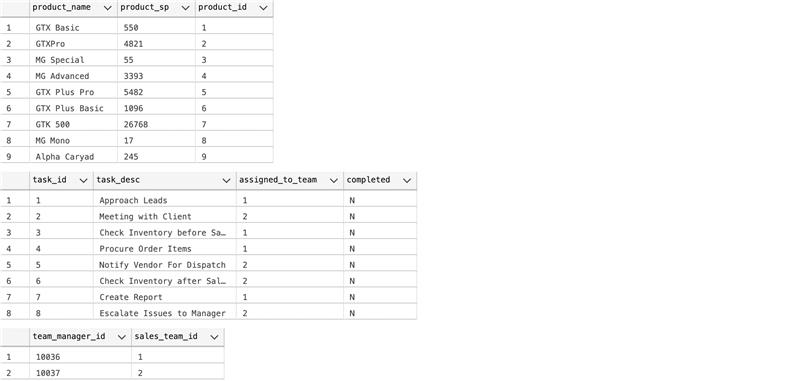 product_name product_sp product_id
1 GTX Basic 550 1
2 GTXPro 4821 2
3 MG Special 55 3
4 MG Advanced 3393 4
5 GTX Plus Pro 5482 5
6 GTX Plus Basic 1096 6
7 GTK 500 26768 7
8 MG Mono 17 8
9 Alpha Caryad 245 9
task_id task_desc assigned_to_team completed
1 1 Approach Leads 1 N
2 2 Meeting with Client 2 N
3 3 Check Inventory before Sa… 1 N
4 4 Procure Order Items 1 N
5 5 Notify Vendor For Dispatch 2 N
6 6 Check Inventory after Sal… 2 N
7 7 Create Report 1 N
8 8 Escalate Issues to Manager 2 N
team_manager_id sales_team_id
1 10036 1
2 10037 2